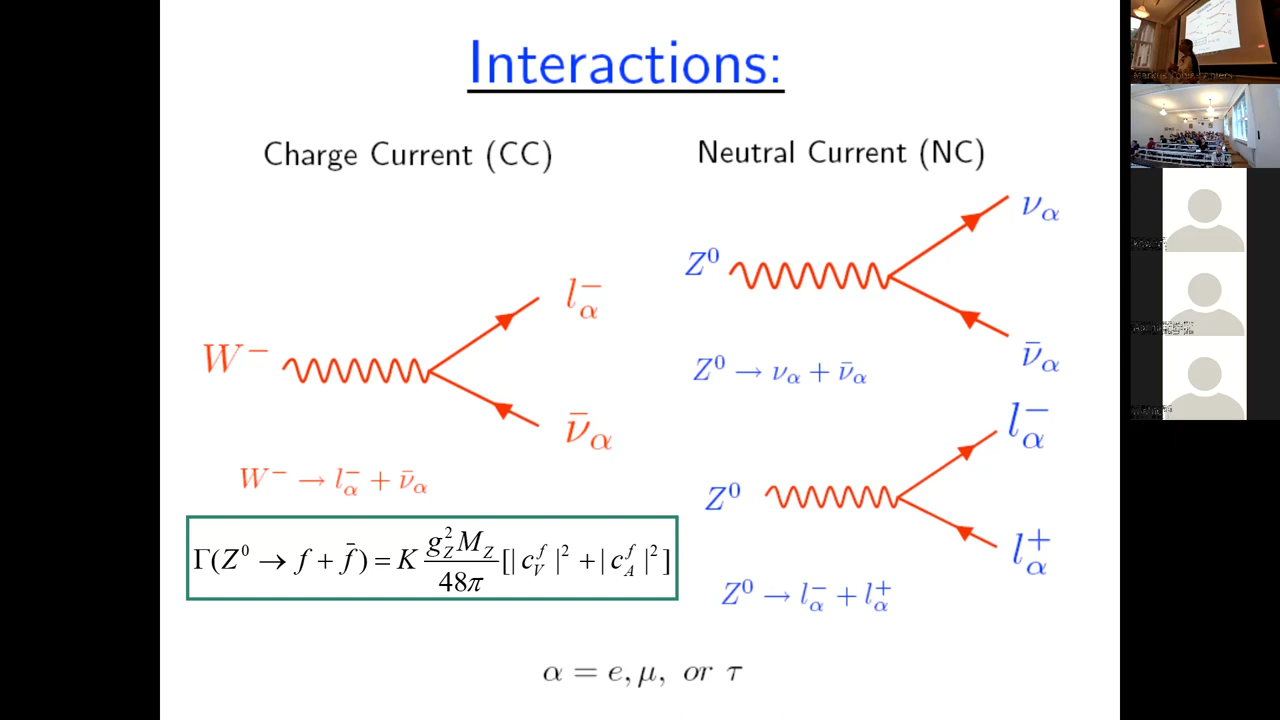 Interactions:
Charge Current (CC)
W⁻
l⁻_α
ν̄_α
W⁻ → l⁻_α + ν̄_α
Γ(Z⁰ → f + f̄) = K g_Z² M_Z / 48π [| c_V^f |² + | c_A^f |²]
Neutral Current (NC)
Z⁰
ν_α
ν̄_α
Z⁰ → ν_α + ν̄_α
Z⁰
l⁻_α
l⁺_α
Z⁰ → l⁻_α + l⁺_α
α = e, μ, or τ